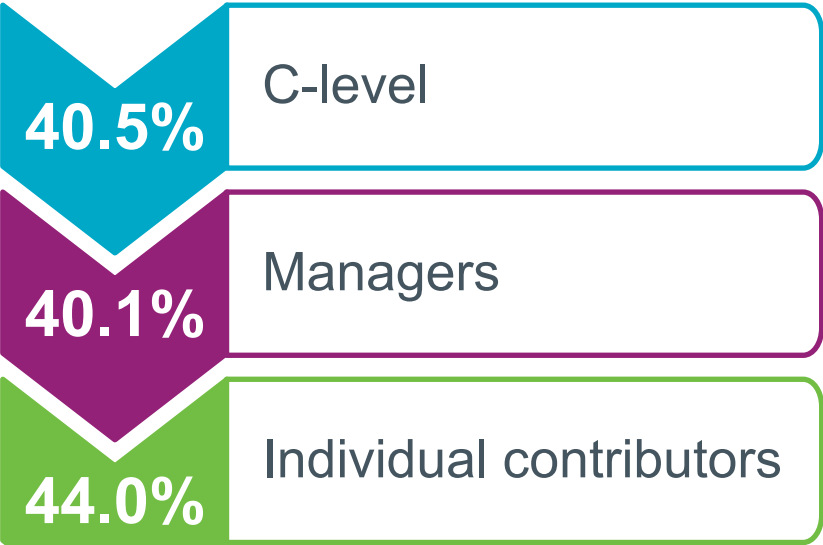 40.5%
C-level
40.1%
Managers
44.0%
Individual contributors